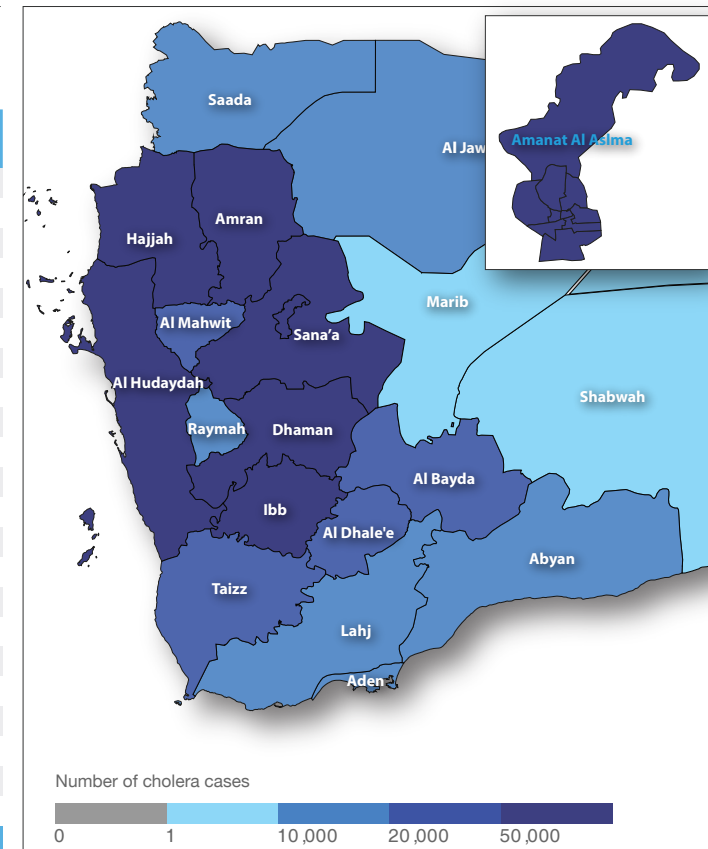 Saada
Al Jaw
Amanat Al Aslma
Amran
Hajjah
Marib
Al Mahwit
Sana’a
Al Hudaydah
Shabwah
Raymah
Dhaman
Al Bayda
Ibb
Al Dhale'e
Abyan
Taizz
Lahj
Aden
Number of cholera cases
0 1 10,000 20,000 50,000